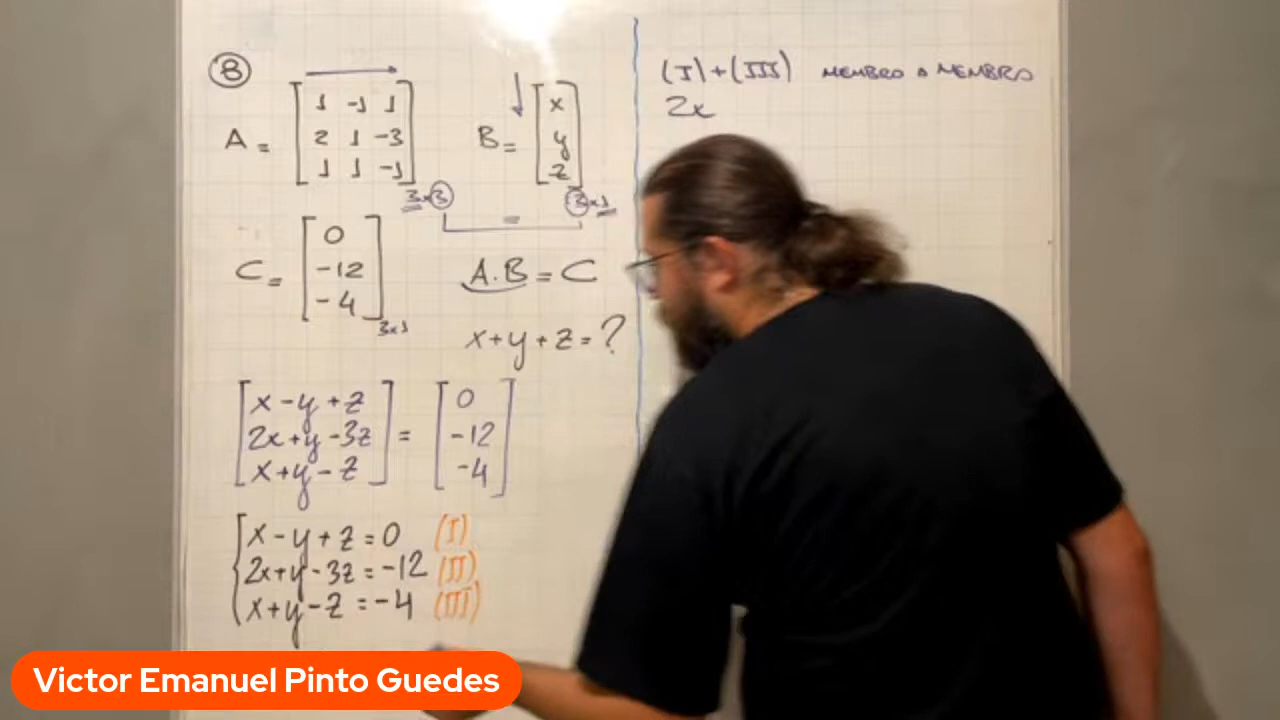 8
A = [1 -1 1
2 1 -3
1 1 -1] 3x3
B = [x
y
z] 3x1
=
C = [0
-12
-4] 3x1
A.B = C
x+y+z=?
[x-y+z
2x+y-3z
x+y-z] = [0
-12
-4]
{x-y+z=0 (I)
2x+y-3z=-12 (II)
x+y-z=-4 (III)
(I)+(III) MEMBRO A MEMBRO
2x
Victor Emanuel Pinto Guedes